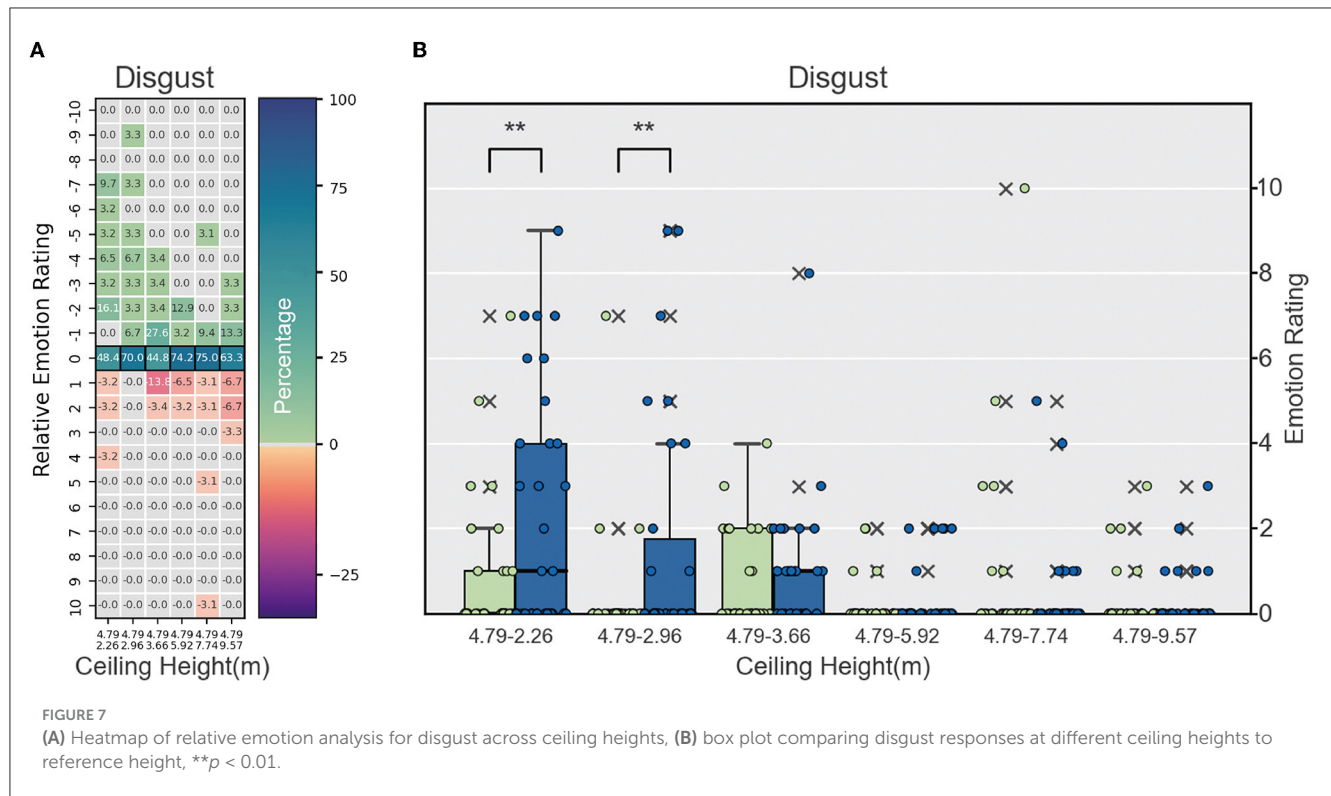 A
B
Disgust
Disgust
-10 0.0 0.0 0.0 0.0 0.0 0.0
-9 0.0 3.3 0.0 0.0 0.0 0.0
-8 0.0 0.0 0.0 0.0 0.0 0.0
-7 9.7 3.3 0.0 0.0 0.0 0.0
-6 3.2 0.0 0.0 0.0 0.0 0.0
-5 3.2 3.3 0.0 0.0 3.1 0.0
-4 6.5 6.7 3.4 0.0 0.0 0.0
-3 3.2 3.3 3.4 0.0 0.0 3.3
-2 16.1 3.3 3.4 12.9 0.0 3.3
-1 0.0 6.7 27.6 3.2 9.4 13.3
0 48.4 70.0 44.8 74.2 75.0 63.3
1 -3.2 -0.0 -13.8 -6.5 -3.1 -6.7
2 -3.2 -0.0 -3.4 -3.2 -3.1 -6.7
3 -0.0 -0.0 -0.0 -0.0 -0.0 -3.3
4 -3.2 -0.0 -0.0 -0.0 -0.0 -0.0
5 -0.0 -0.0 -0.0 -0.0 -3.1 -0.0
6 -0.0 -0.0 -0.0 -0.0 -0.0 -0.0
7 -0.0 -0.0 -0.0 -0.0 -0.0 -0.0
8 -0.0 -0.0 -0.0 -0.0 -0.0 -0.0
9 -0.0 -0.0 -0.0 -0.0 -0.0 -0.0
10 -0.0 -0.0 -0.0 -0.0 -3.1 -0.0
4.79 4.79 4.79 4.79 4.79 4.79
2.26 2.96 3.66 5.92 7.74 9.57
Relative Emotion Rating
Ceiling Height(m)
100
75
50
25
0
−25
Percentage
** **
10
8
6
4
2
0
Emotion Rating
4.79-2.26 4.79-2.96 4.79-3.66 4.79-5.92 4.79-7.74 4.79-9.57
Ceiling Height(m)
FIGURE 7
(A) Heatmap of relative emotion analysis for disgust across ceiling heights, (B) box plot comparing disgust responses at different ceiling heights to
reference height, **p < 0.01.